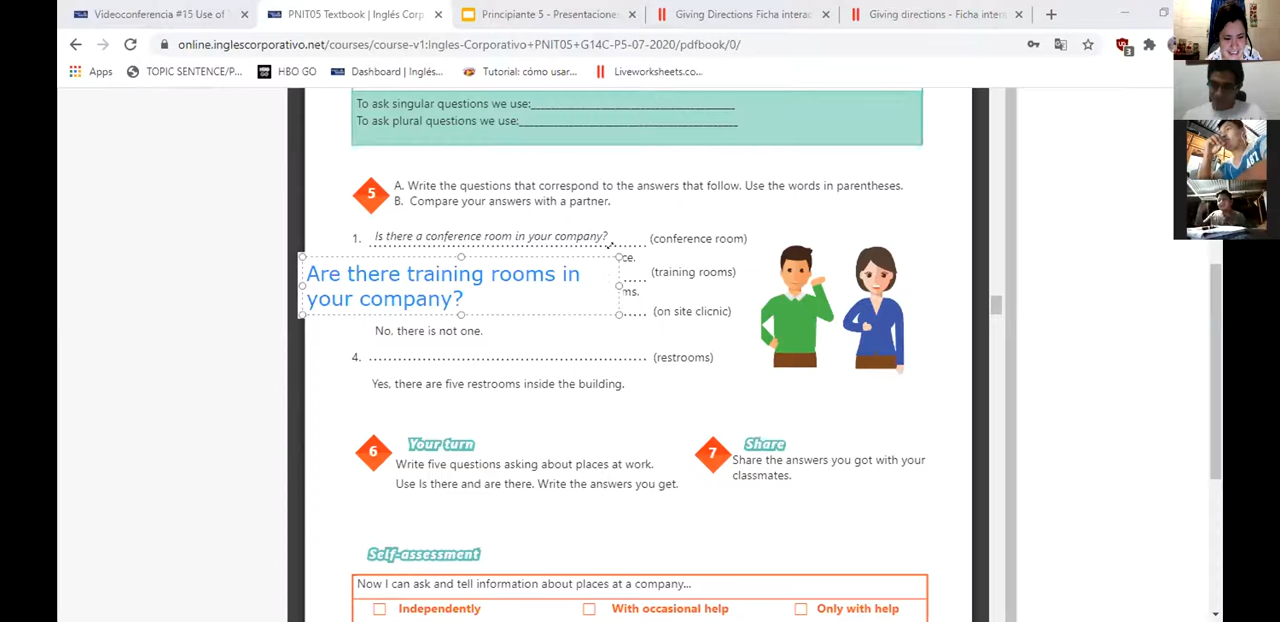 Videoconferencia #15 Use of
PNIT05 Textbook | Inglés Corp
Principiante 5 - Presentaciones
Giving Directions Ficha interac
Giving directions - Ficha intern
online.inglescorporativo.net/courses/course-v1:Ingles-Corporativo+PNIT05+G14C-P5-07-2020/pdfbook/0/
3
Apps
TOPIC SENTENCE/P...
HBO GO
Dashboard | Inglés...
Tutorial: cómo usar...
Liveworksheets.co...
To ask singular questions we use:
To ask plural questions we use:
5
A. Write the questions that correspond to the answers that follow. Use the words in parentheses.
B. Compare your answers with a partner.
1. Is there a conference room in your company? (conference room)
ce.
Are there training rooms in
your company?
(training rooms)
ms.
(on site clicnic)
No, there is not one.
4. (restrooms)
Yes, there are five restrooms inside the building.
6 Your turn
Write five questions asking about places at work.
Use Is there and are there. Write the answers you get.
7 Share
Share the answers you got with your
classmates.
Self-assessment
Now I can ask and tell information about places at a company...
Independently
With occasional help
Only with help